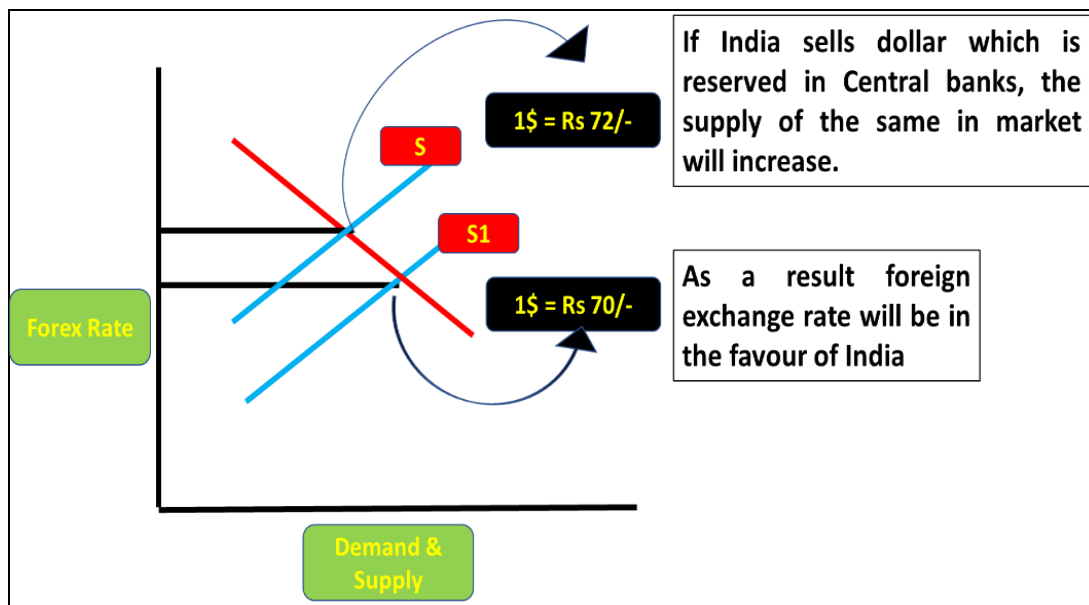 If India sells dollar which is
reserved in Central banks, the
supply of the same in market
will increase.
1$ = Rs 72/-
S
S1
1$ = Rs 70/-
As a result foreign
exchange rate will be in
the favour of India
Forex Rate
Demand &
Supply